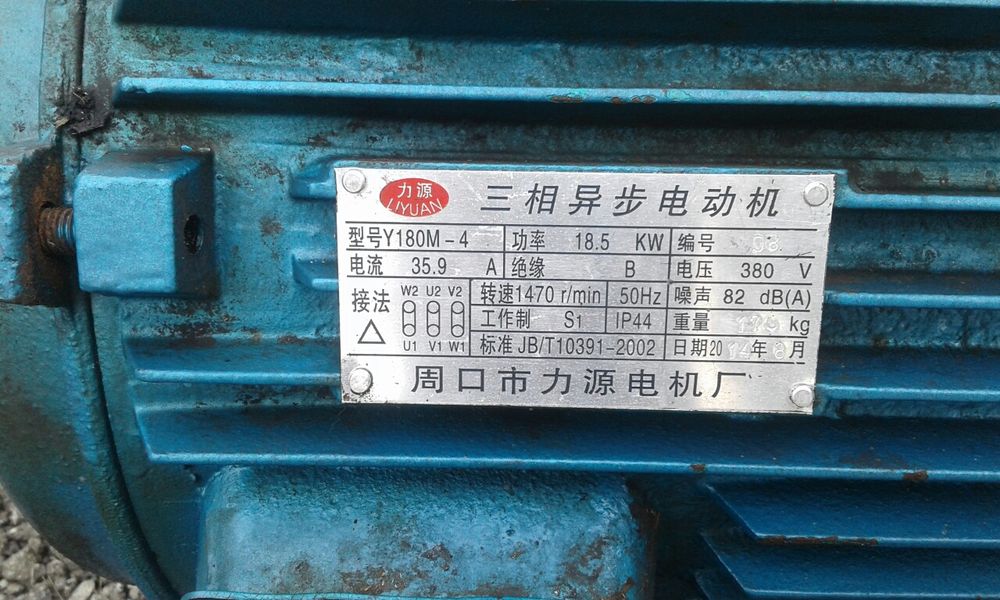 力源
LIYUAN
三相异步电动机
型号Y180M-4 功率 18.5 KW 编号 08
电流 35.9 A 绝缘 B 电压 380 V
接法 W2 U2 V2 转速1470 r/min 50Hz 噪声 82 dB(A)
△ 工作制 S1 IP44 重量 kg
U1 V1 W1 标准 JB/T10391-2002 日期20 年8月
周口市力源电机厂